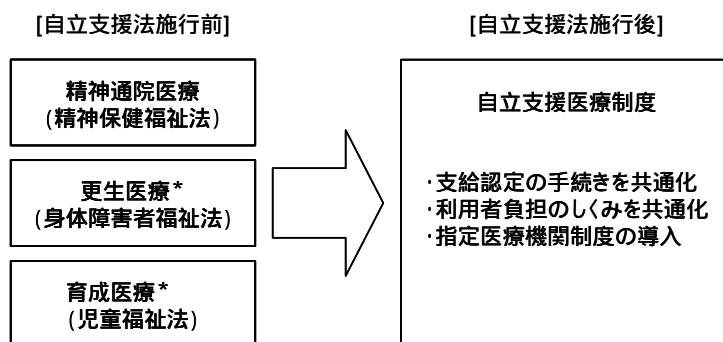 [自立支援法施行前]
精神通院医療
(精神保健福祉法)
更生医療*
(身体障害者福祉法)
育成医療*
(児童福祉法)
[自立支援法施行後]
自立支援医療制度
・支給認定の手続きを共通化
・利用者負担のしくみを共通化
・指定医療機関制度の導入